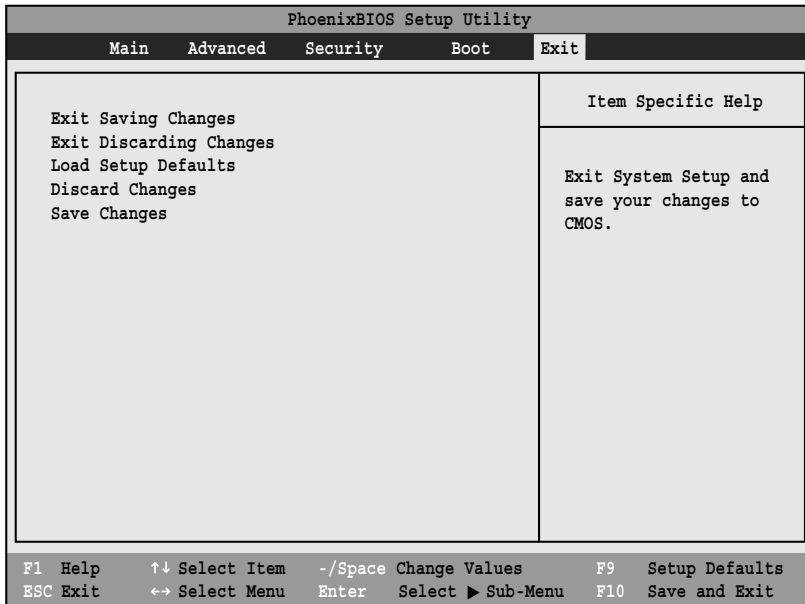 PhoenixBIOS Setup Utility
Main Advanced Security Boot Exit
Exit Saving Changes
Exit Discarding Changes
Load Setup Defaults
Discard Changes
Save Changes
Item Specific Help
Exit System Setup and
save your changes to
CMOS.
F1 Help ↑↓ Select Item -/Space Change Values F9 Setup Defaults
ESC Exit ←→ Select Menu Enter Select ▶ Sub-Menu F10 Save and Exit